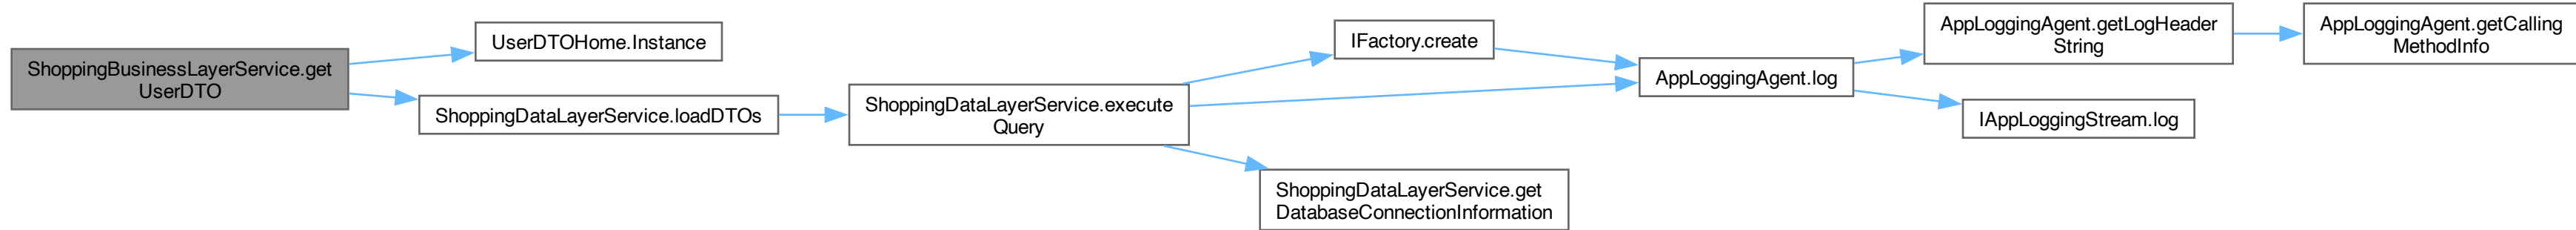 ShoppingBusinessLayerService.get
UserDTO
UserDTOHome.Instance
ShoppingDataLayerService.loadDTOs
ShoppingDataLayerService.execute
Query
IFactory.create
ShoppingDataLayerService.get
DatabaseConnectionInformation
AppLoggingAgent.log
AppLoggingAgent.getLogHeader
String
IAppLoggingStream.log
AppLoggingAgent.getCalling
MethodInfo